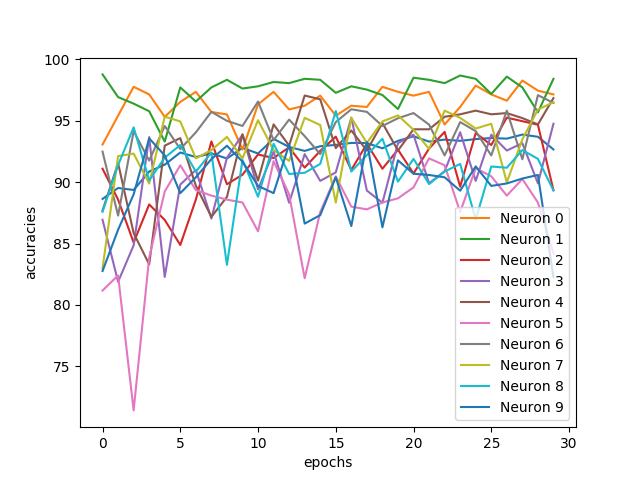 100
95
90
85
80
75
accuracies
0
5
10
15
20
25
30
epochs
Neuron 0
Neuron 1
Neuron 2
Neuron 3
Neuron 4
Neuron 5
Neuron 6
Neuron 7
Neuron 8
Neuron 9